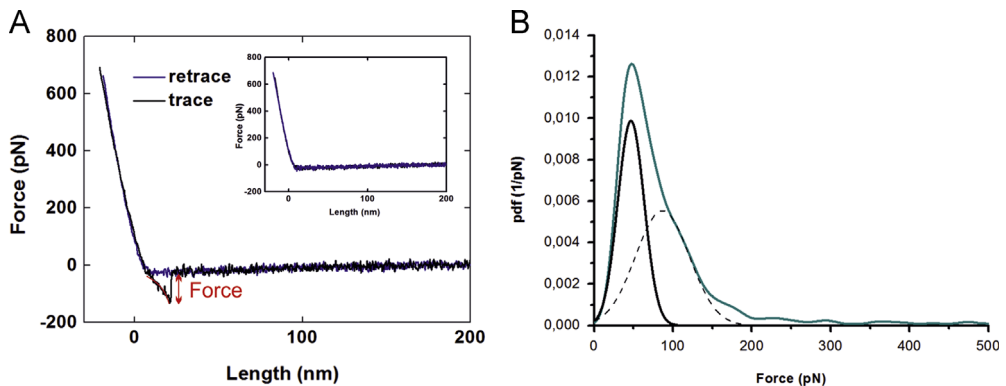 A
Force (pN)
800
600
400
200
0
-200
0
100
200
Length (nm)
retrace
trace
Force
Force (pN)
800
600
400
200
0
-200
0
100
200
Length (nm)
B
pdf (1/pN)
0,014
0,012
0,010
0,008
0,006
0,004
0,002
0,000
0
100
200
300
400
500
Force (pN)